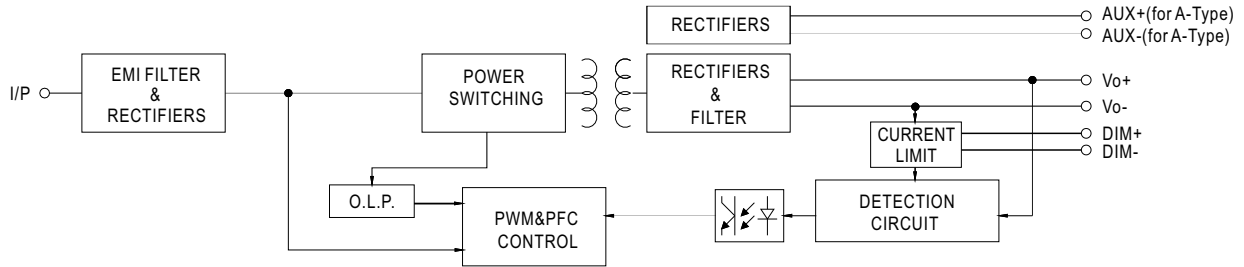 RECTIFIERS
AUX+(for A-Type)
AUX-(for A-Type)
I/P
EMI FILTER
&
RECTIFIERS
POWER
SWITCHING
RECTIFIERS
&
FILTER
Vo+
Vo-
CURRENT
LIMIT
DIM+
DIM-
O.L.P.
PWM&PFC
CONTROL
DETECTION
CIRCUIT